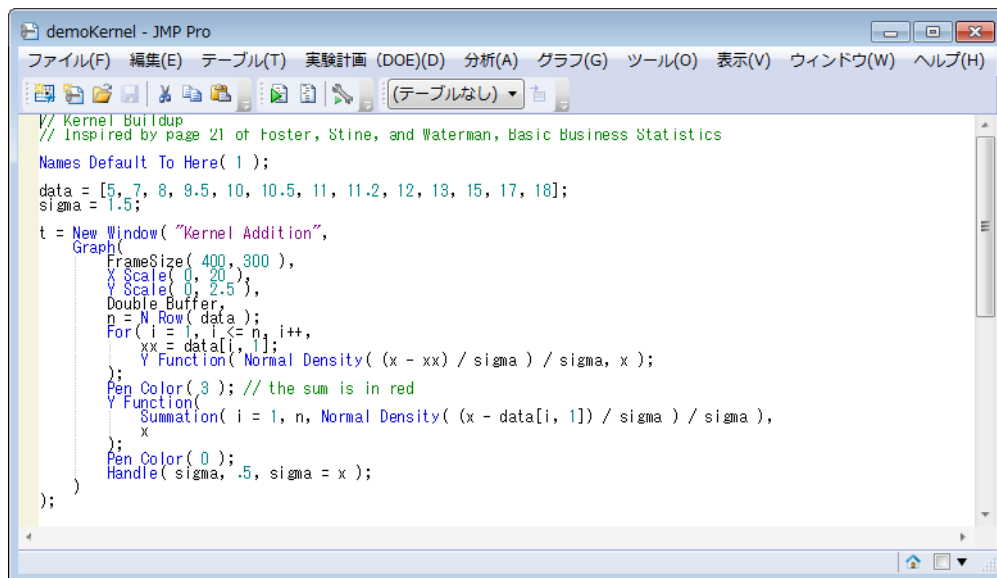 demoKernel - JMP Pro
ファイル(F) 編集(E) テーブル(T) 実験計画 (DOE)(D) 分析(A) グラフ(G) ツール(O) 表示(V) ウィンドウ(W) ヘルプ(H)
(テーブルなし)
// Kernel Buildup
// Inspired by page 21 of Foster, Stine, and Waterman, Basic Business Statistics
Names Default To Here( 1 );
data = [5, 7, 8, 9.5, 10, 10.5, 11, 11.2, 12, 13, 15, 17, 18];
sigma = 1.5;
t = New Window( "Kernel Addition",
Graph(
FrameSize( 400, 300 ),
X Scale( 0, 20 ),
Y Scale( 0, 2.5 ),
Double Buffer,
n = N Row( data );
For( i = 1, i <= n, i++,
xx = data[i, 1];
Y Function( Normal Density( (x - xx) / sigma ) / sigma, x );
);
Pen Color( 3 ); // the sum is in red
Y Function(
Summation( i = 1, n, Normal Density( (x - data[i, 1]) / sigma ) / sigma ),
x
);
Pen Color( 0 );
Handle( sigma, .5, sigma = x );
)
);